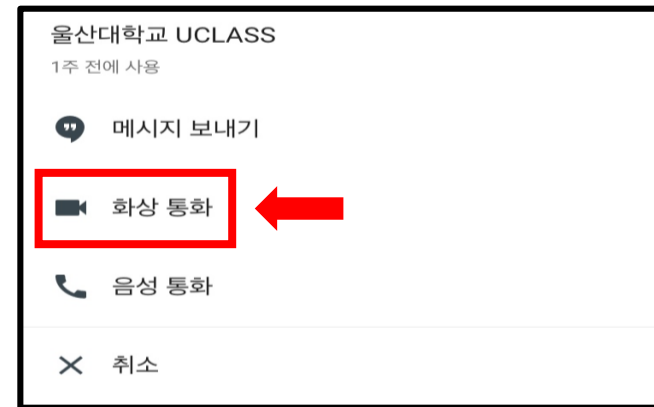 울산대학교 UCLASS
1주 전에 사용
메시지 보내기
화상 통화
음성 통화
취소